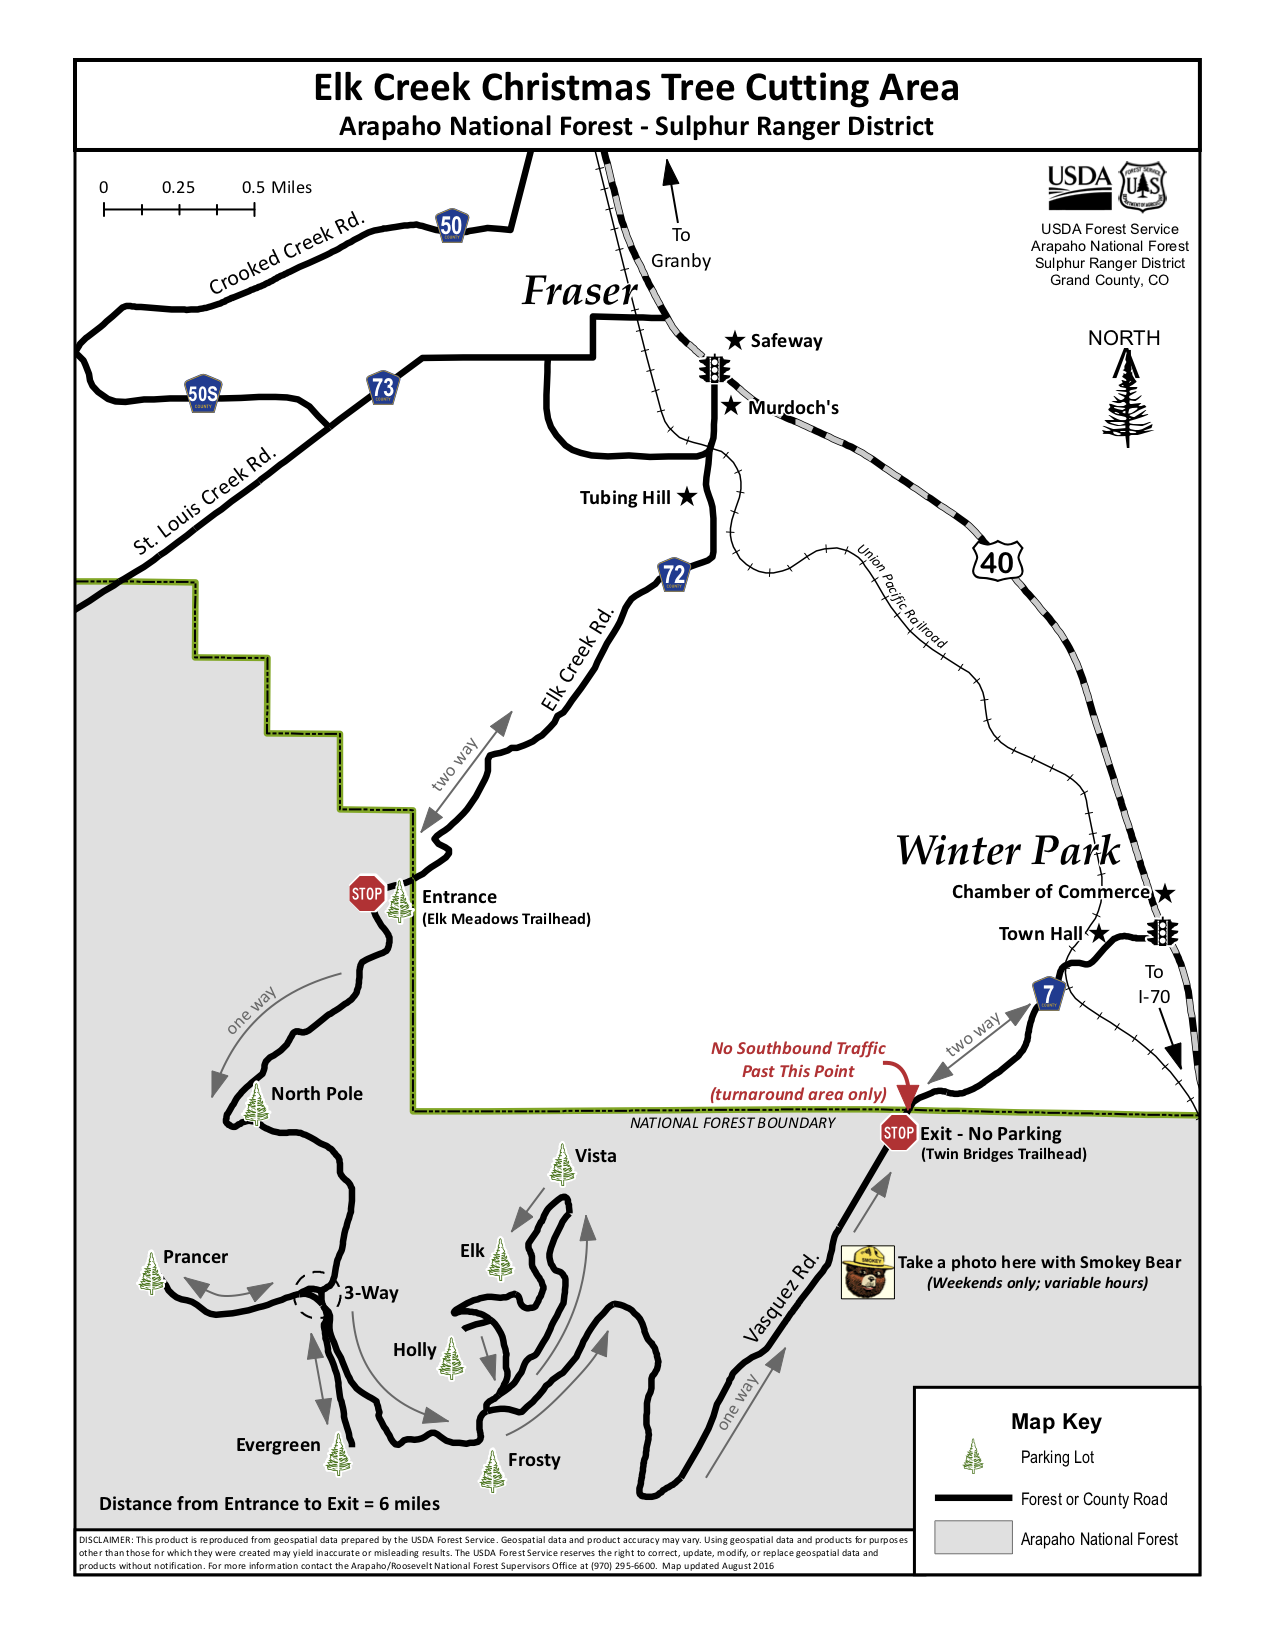 Elk Creek Christmas Tree Cutting Area
Arapaho National Forest - Sulphur Ranger District
0 0.25 0.5 Miles
USDA
FOREST SERVICE
U S
DEPARTMENT OF AGRICULTURE
USDA Forest Service
Arapaho National Forest
Sulphur Ranger District
Grand County, CO
To
Granby
Crooked Creek Rd.
50
COUNTY
Fraser
NORTH
Safeway
50S
COUNTY
73
COUNTY
Murdoch's
St. Louis Creek Rd.
Tubing Hill
72
COUNTY
40
Union Pacific Railroad
Elk Creek Rd.
two way
Winter Park
STOP
Entrance
(Elk Meadows Trailhead)
Chamber of Commerce
Town Hall
To
I-70
7
COUNTY
one way
two way
No Southbound Traffic
Past This Point
(turnaround area only)
North Pole
NATIONAL FOREST BOUNDARY
STOP
Exit - No Parking
(Twin Bridges Trailhead)
Vista
Prancer
Elk
SMOKEY
Take a photo here with Smokey Bear
(Weekends only; variable hours)
3-Way
Vasquez Rd.
Holly
one way
Evergreen
Frosty
Distance from Entrance to Exit = 6 miles
Map Key
Parking Lot
Forest or County Road
Arapaho National Forest
DISCLAIMER: This product is reproduced from geospatial data prepared by the USDA Forest Service. Geospatial data and product accuracy may vary. Using geospatial data and products for purposes
other than those for which they were created may yield inaccurate or misleading results. The USDA Forest Service reserves the right to correct, update, modify, or replace geospatial data and
products without notification. For more information contact the Arapaho/Roosevelt National Forest Supervisors Office at (970) 295-6600. Map updated August 2016